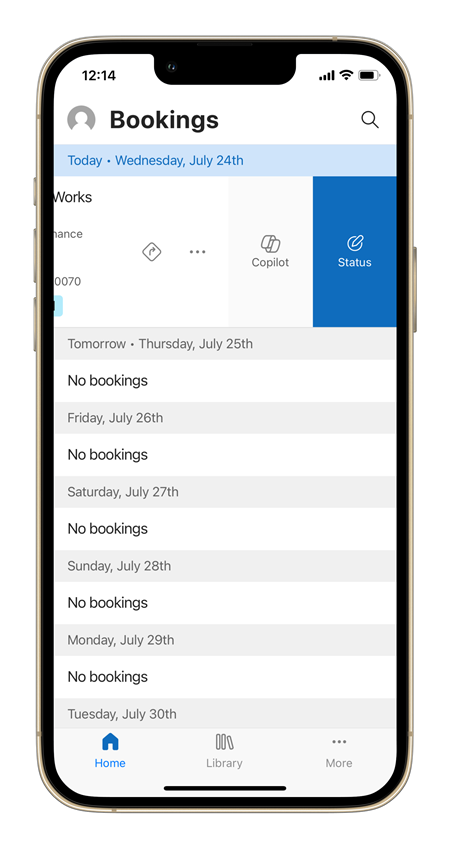 12:14
Bookings
Today • Wednesday, July 24th
Works
nance
Copilot
Status
0070
Tomorrow • Thursday, July 25th
No bookings
Friday, July 26th
No bookings
Saturday, July 27th
No bookings
Sunday, July 28th
No bookings
Monday, July 29th
No bookings
Tuesday, July 30th
Home
Library
More